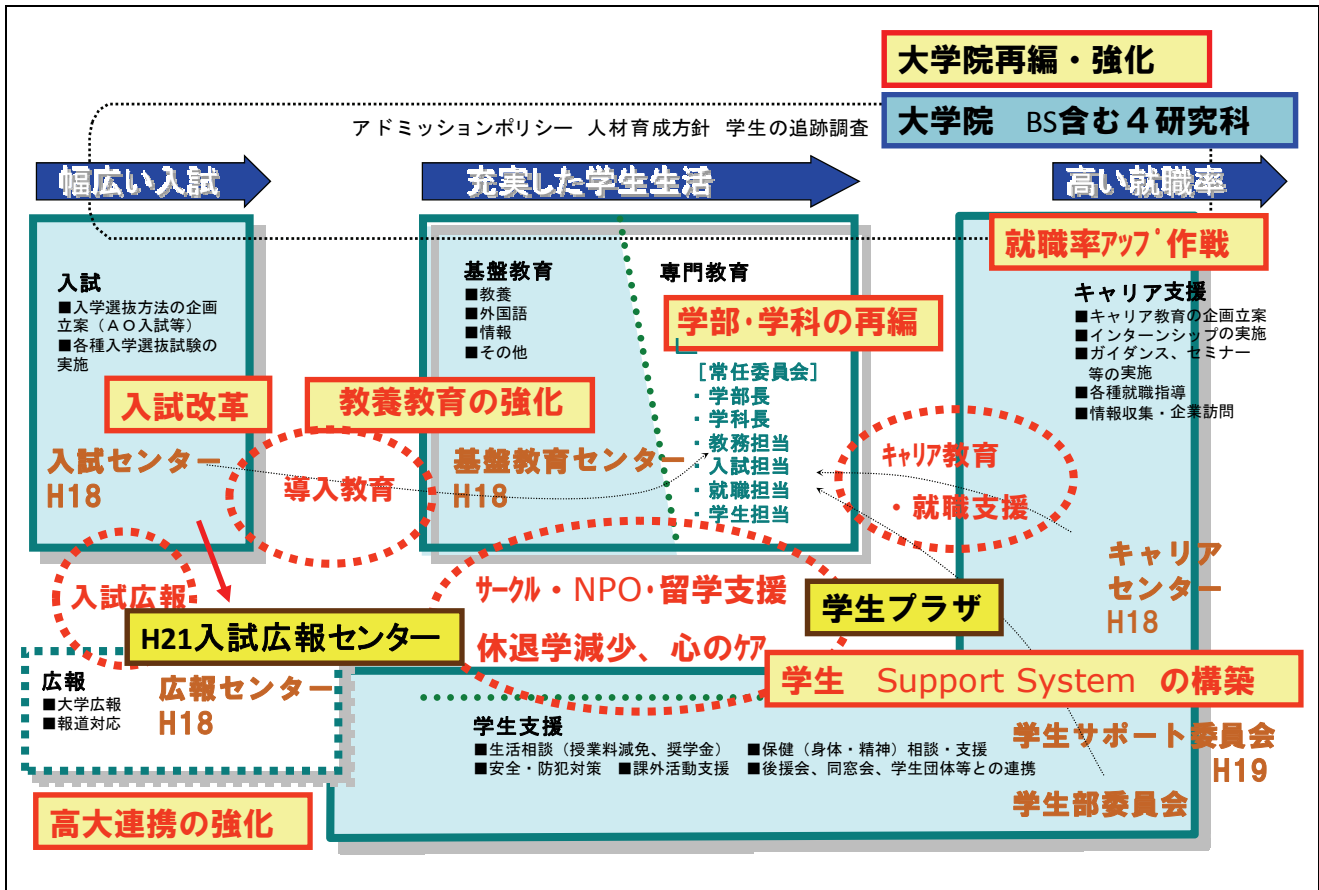 大学院再編・強化
大学院　BS含む４研究科
アドミッションポリシー 人材育成方針 学生の追跡調査
幅広い入試
充実した学生生活
高い就職率
就職率ｱｯﾌﾟ作戦
入試
■入学選抜方法の企画
立案（ＡＯ入試等）
■各種入学選抜試験の
実施
入試改革
入試センター
H18
導入教育
基盤教育
■教養
■外国語
■情報
■その他
教養教育の強化
基盤教育センター
H18
専門教育
学部・学科の再編
［常任委員会］
・学部長
・学科長
・教務担当
・入試担当
・就職担当
・学生担当
ｷｬﾘｱ教育
・就職支援
キャリア支援
■キャリア教育の企画立案
■インターンシップの実施
■ガイダンス、セミナー
等の実施
■各種就職指導
■情報収集・企業訪問
キャリア
センター
H18
入試広報
H21入試広報センター
ｻｰｸﾙ・NPO・留学支援
休退学減少、心のｹｱ
学生プラザ
学生　Support System　の構築
広報
■大学広報
■報道対応
広報センター
H18
学生支援
■生活相談（授業料減免、奨学金）　■保健（身体・精神）相談・支援
■安全・防犯対策　■課外活動支援　■後援会、同窓会、学生団体等との連携
学生サポート委員会
H19
学生部委員会
高大連携の強化